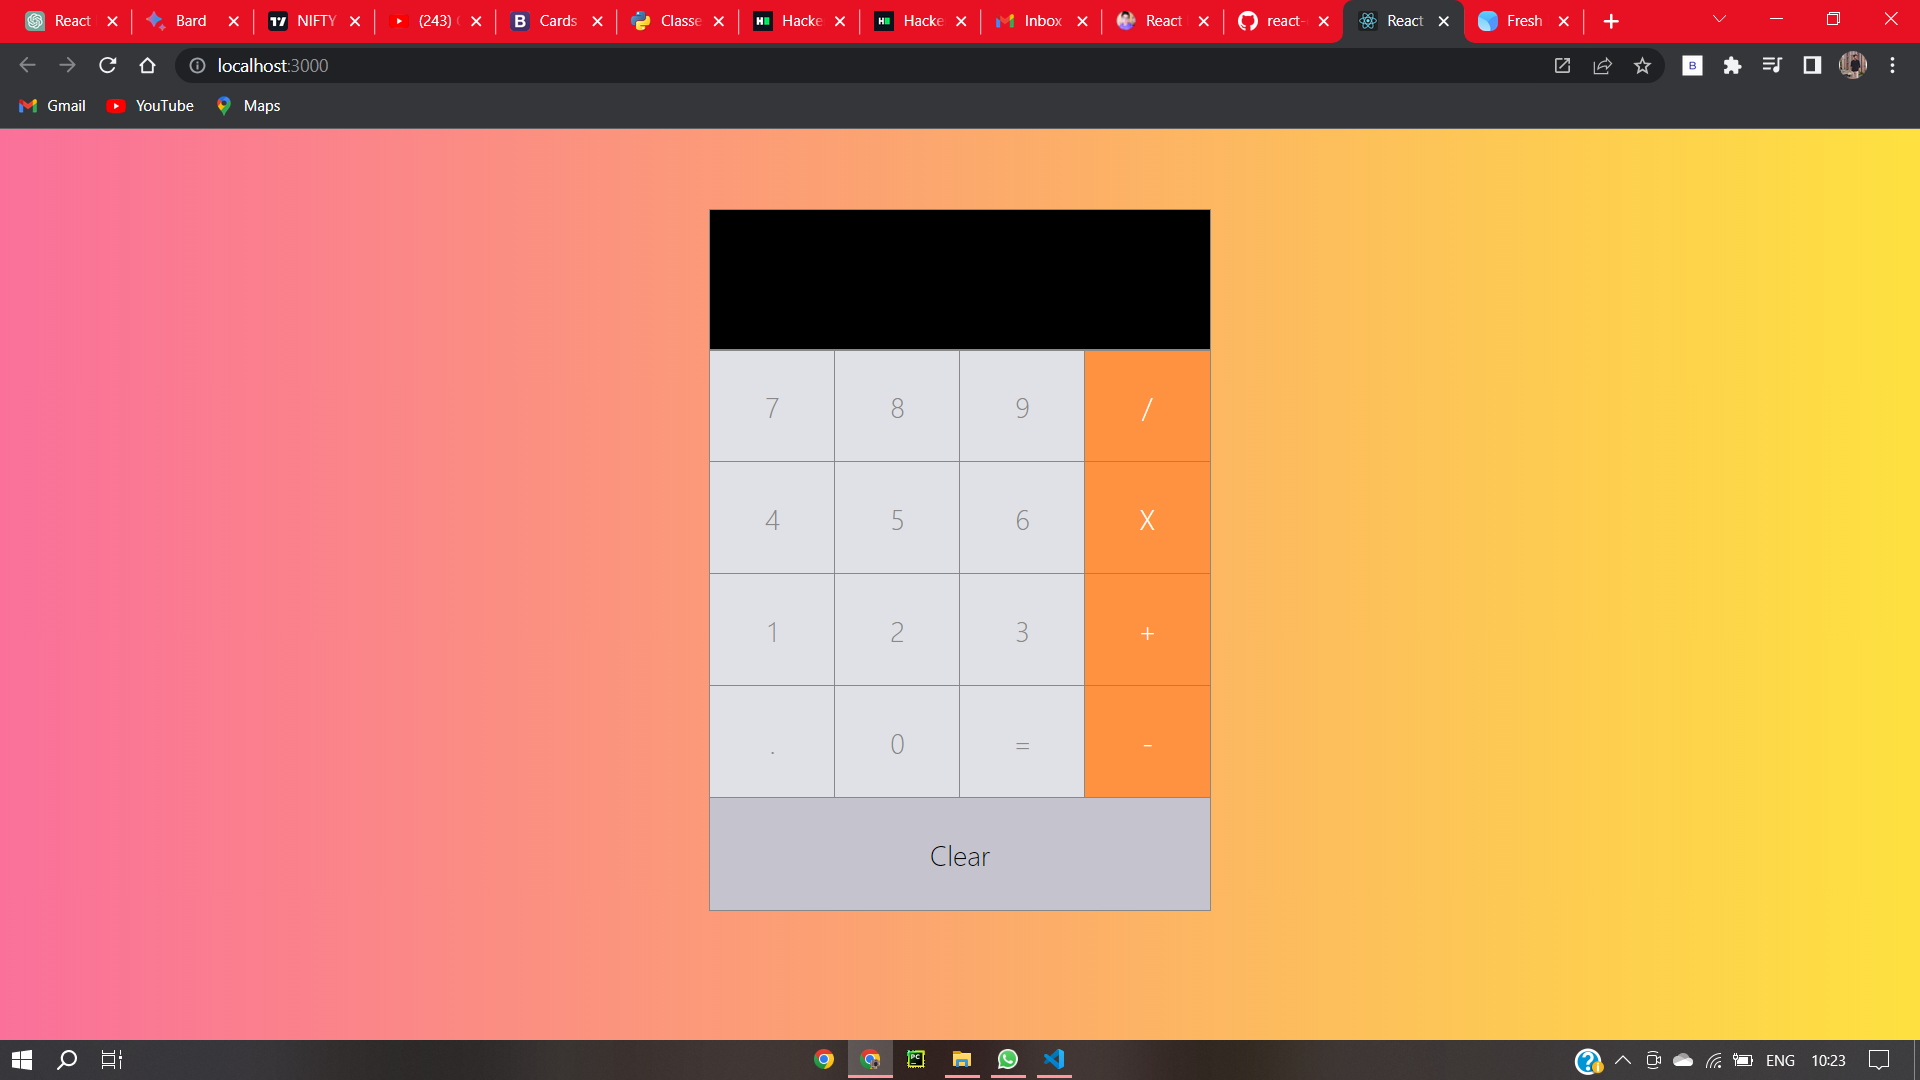 React Bard NIFTY (243) Cards Classe Hacke Hacke Inbox React react- React Fresh
localhost:3000
Gmail YouTube Maps
7 8 9 /
4 5 6 X
1 2 3 +
. 0 = -
Clear
ENG 10:23